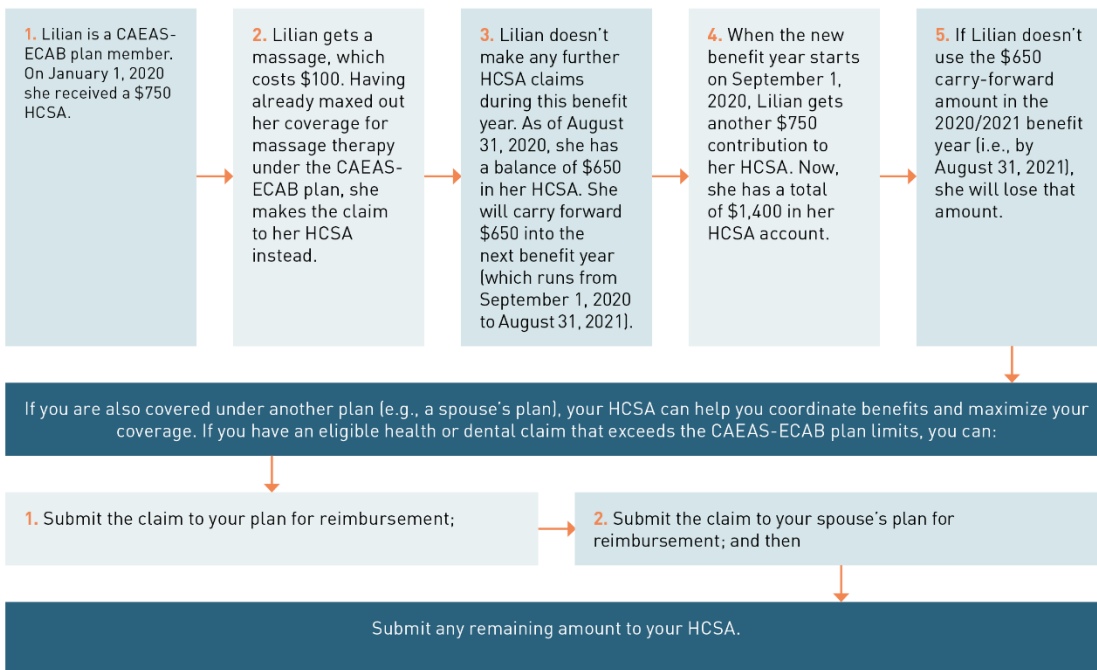 1. Lilian is a CAEAS-
ECAB plan member.
On January 1, 2020
she received a $750
HCSA.
2. Lilian gets a
massage, which
costs $100. Having
already maxed out
her coverage for
massage therapy
under the CAEAS-
ECAB plan, she
makes the claim
to her HCSA
instead.
3. Lilian doesn't
make any further
HCSA claims
during this benefit
year. As of August
31, 2020, she has
a balance of $650
in her HCSA. She
will carry forward
$650 into the
next benefit year
(which runs from
September 1, 2020
to August 31, 2021).
4. When the new
benefit year starts
on September 1,
2020, Lilian gets
another $750
contribution to
her HCSA. Now,
she has a total
of $1,400 in her
HCSA account.
5. If Lilian doesn't
use the $650
carry-forward
amount in the
2020/2021 benefit
year (i.e., by
August 31, 2021),
she will lose that
amount.
If you are also covered under another plan (e.g., a spouse's plan), your HCSA can help you coordinate benefits and maximize your
coverage. If you have an eligible health or dental claim that exceeds the CAEAS-ECAB plan limits, you can:
1. Submit the claim to your plan for reimbursement;
2. Submit the claim to your spouse's plan for
reimbursement; and then
Submit any remaining amount to your HCSA.